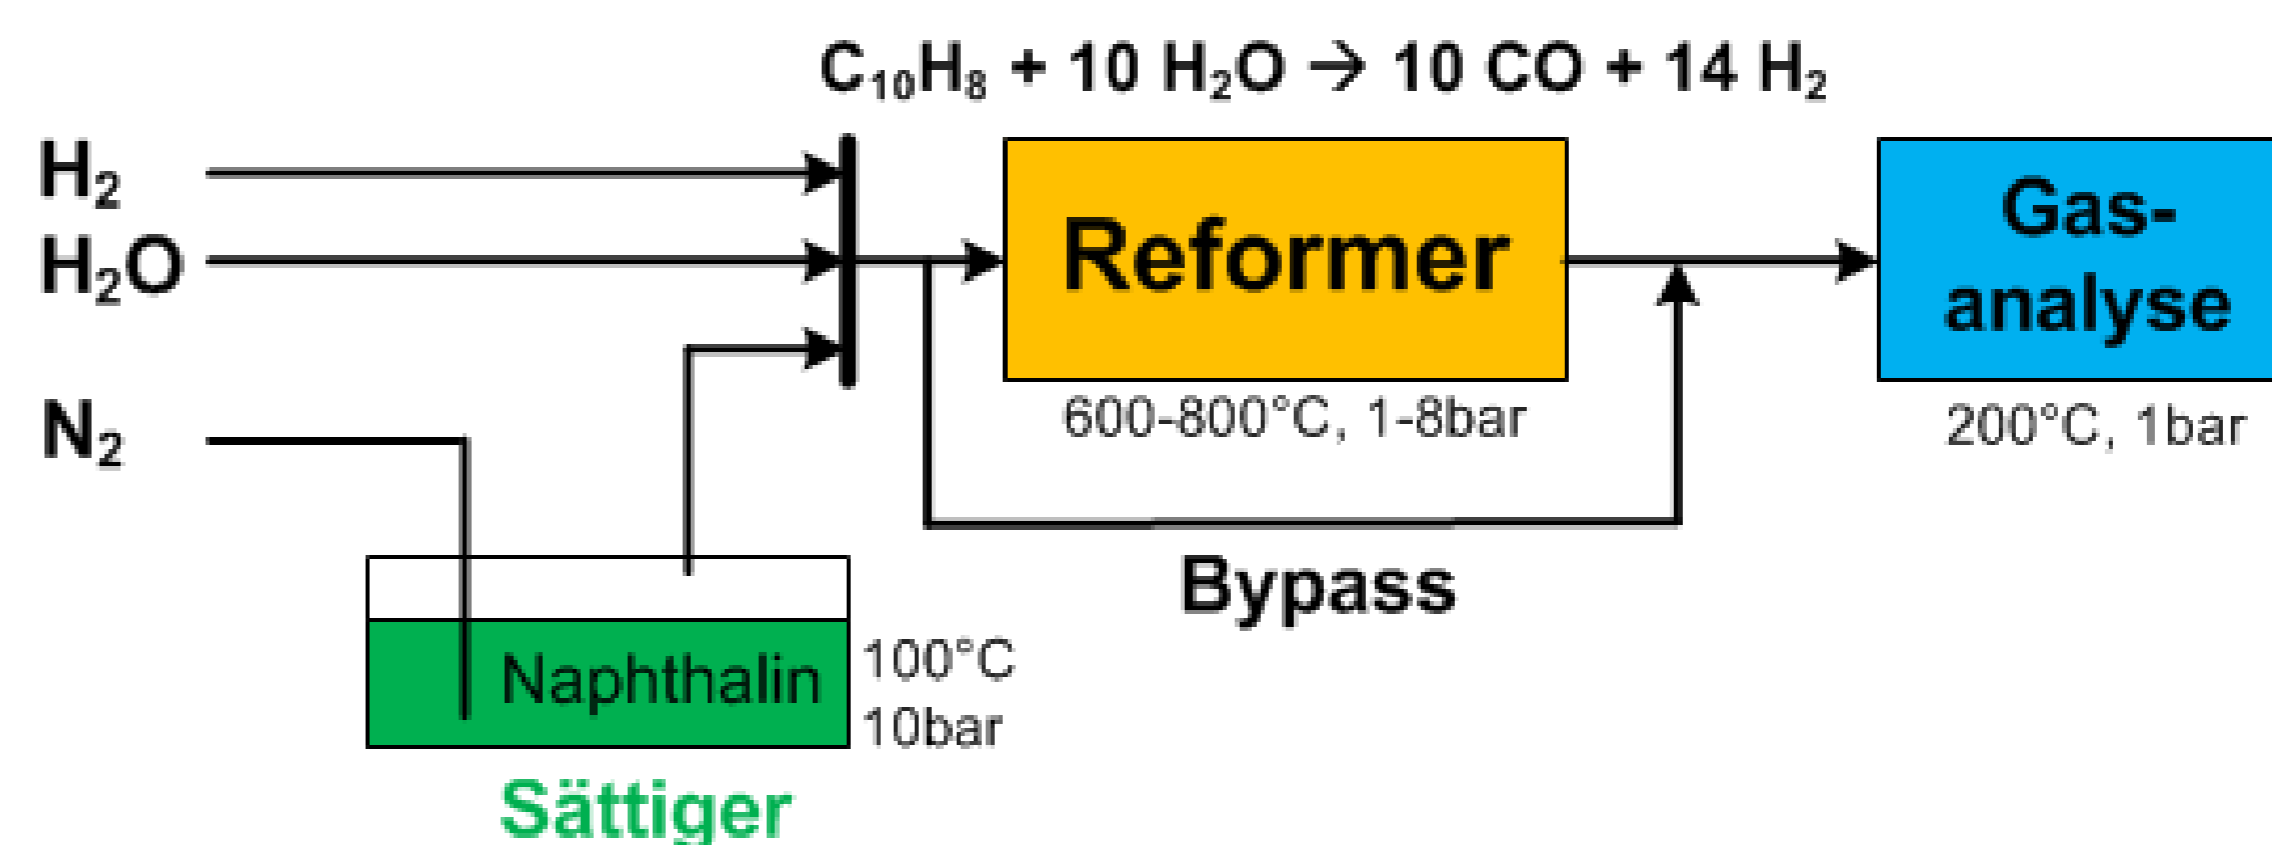 C₁₀H₈ + 10 H₂O → 10 CO + 14 H₂
H₂
H₂O
N₂
Reformer
600-800°C, 1-8bar
Gas-
analyse
200°C, 1bar
Bypass
Naphthalin
100°C
10bar
Sättiger